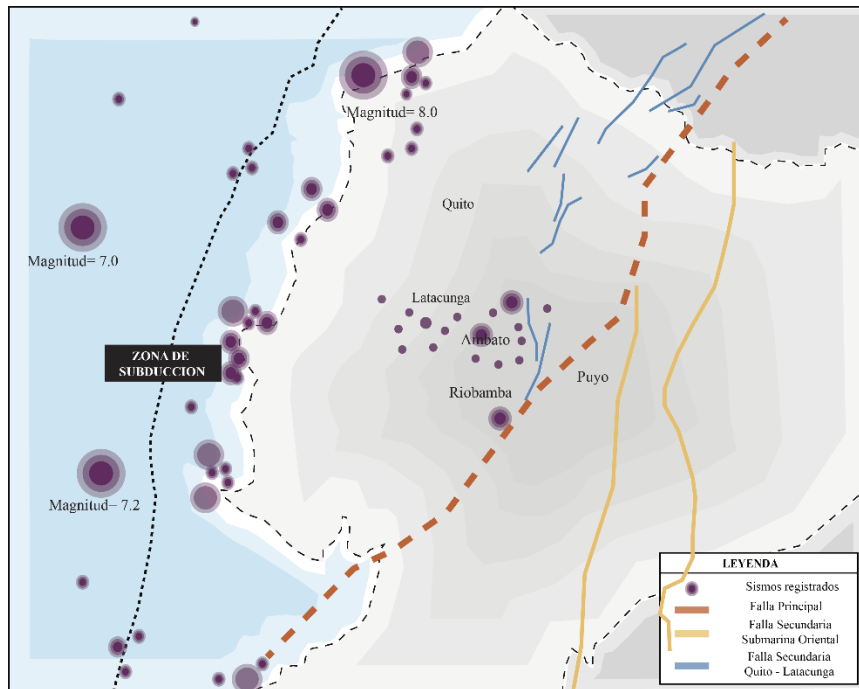 Magnitud= 8.0
Quito
Magnitud= 7.0
Latacunga
Ambato
ZONA DE
SUBDUCCION
Puyo
Riobamba
Magnitud= 7.2
LEYENDA
Sismos registrados
Falla Principal
Falla Secundaria
Submarina Oriental
Falla Secundaria
Quito - Latacunga